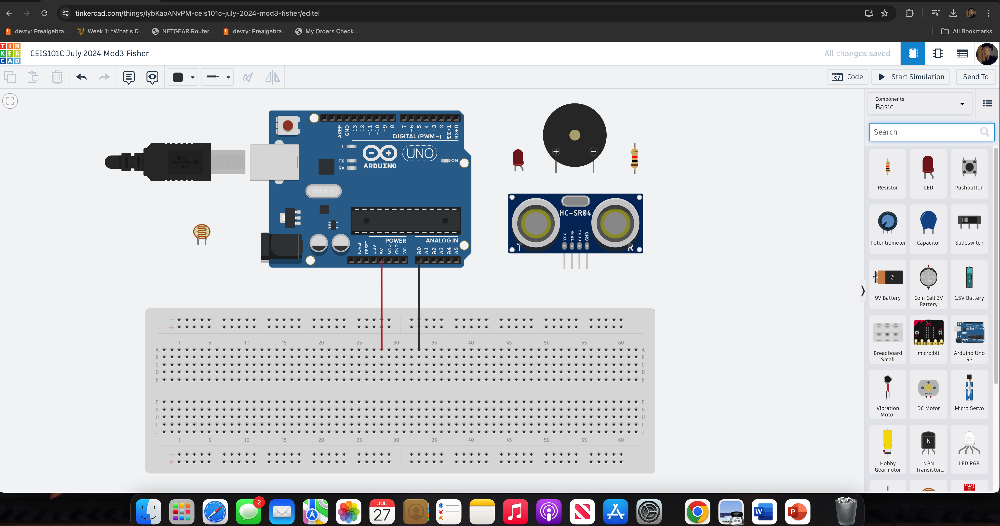 tinkercad.com/things/lybKaoANvPM-ceis101c-july-2024-mod3-fisher/editel
devry: Prealgebra... Week 1: *What's D... NETGEAR Router... devry: Prealgebra... My Orders Check... All Bookmarks
TIN
KER
CAD
CEIS101C July 2024 Mod3 Fisher
All changes saved
Code Start Simulation Send To
Components
Basic
Search
AREF GND 13 12 ~11 ~10 ~9 8 7 ~6 ~5 4 ~3 2 TX→1 RX←0
DIGITAL (PWM~)
L
TX
RX
ARDUINO
UNO
ON
SPK16.000G
POWER
ANALOG IN
IOREF RESET 3.3V 5V GND GND Vin A0 A1 A2 A3 A4 A5
+ −
HC-SR04
Vcc TRIG ECHO GND
T R
− +
1 5 10 15 20 25 30 35 40 45 50 55 60
A A
B B
C C
D D
E E
F F
G G
H H
I I
J J
1 5 10 15 20 25 30 35 40 45 50 55 60
− +
Resistor LED Pushbutton
Potentiometer Capacitor Slideswitch
9V
9V Battery Coin Cell 3V Battery 1.5V Battery
Breadboard Small micro:bit Arduino Uno R3
Vibration Motor DC Motor Micro Servo
N
Hobby Gearmotor NPN Transistor... LED RGB
2
JUL
27
W
P